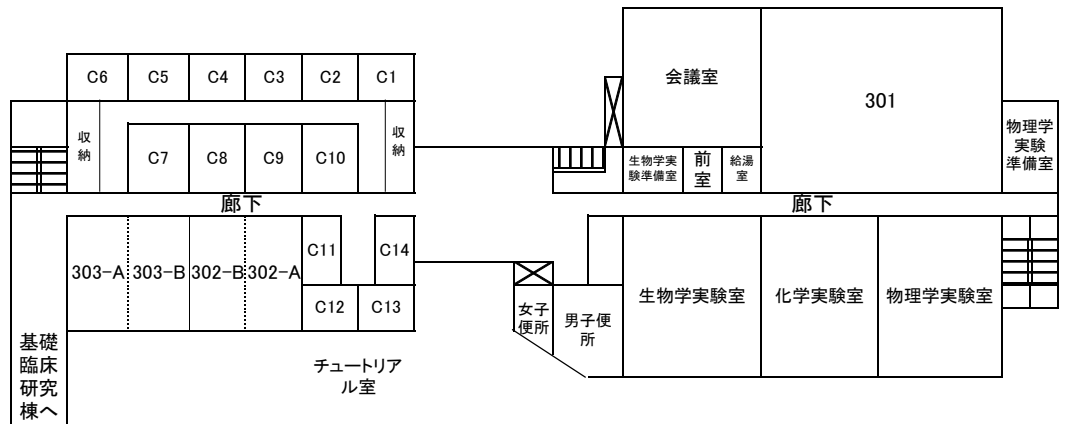 C6 C5 C4 C3 C2 C1
会議室
301
収
納
収
納
C7 C8 C9 C10
生物学実
験準備室
前
室
給湯
室
物理学
実験
準備室
廊下
廊下
303-A 303-B 302-B 302-A
C11
C14
C12 C13
女子
便所
男子便
所
生物学実験室
化学実験室
物理学実験室
基礎
臨床
研究
棟へ
チュートリア
ル室